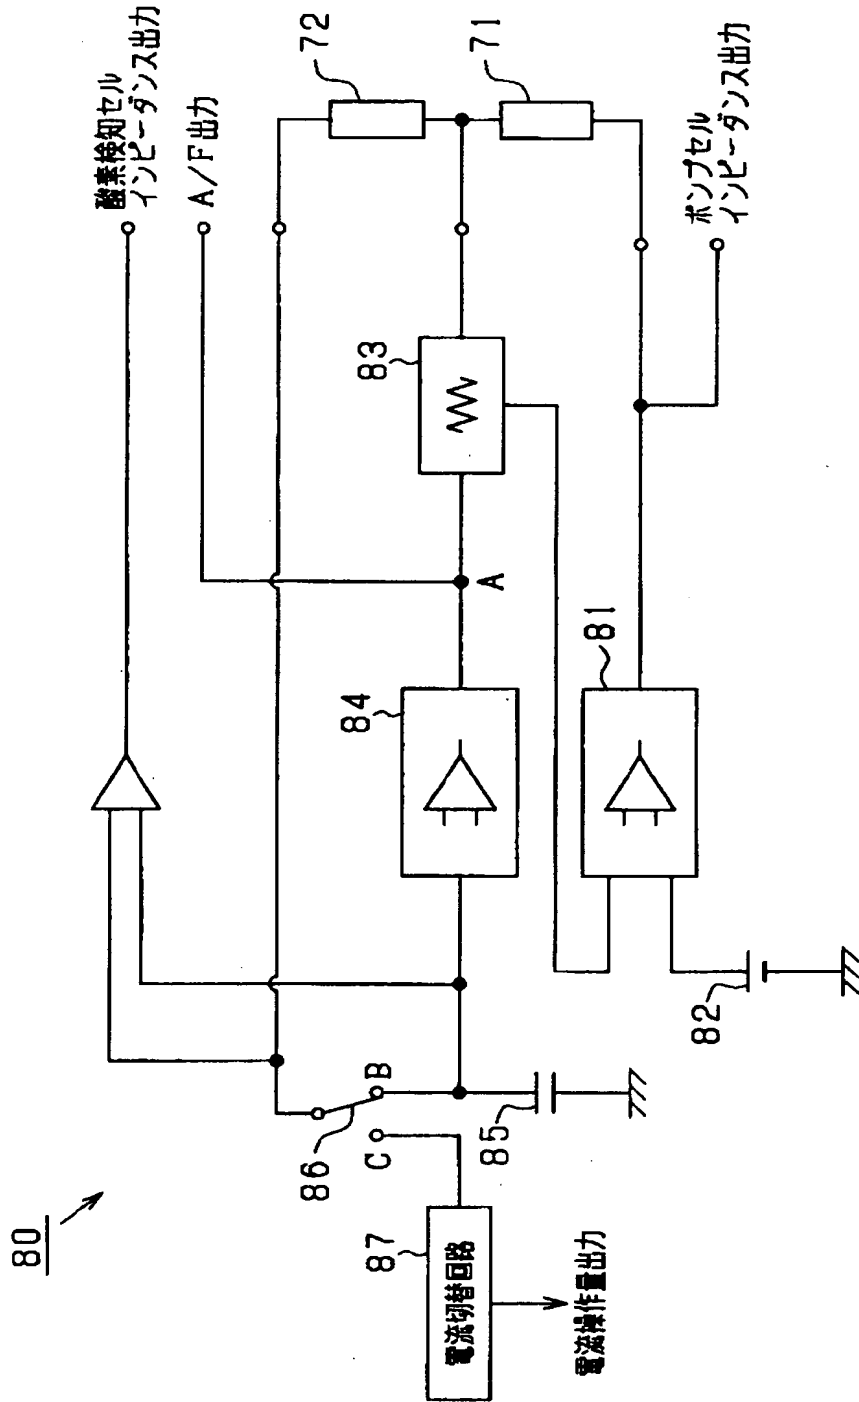 80
酸素検知セル
インピーダンス出力
A/F出力
72
71
83
84
A
81
ポンプセル
インピーダンス出力
82
85
86
B
C
87
電流切替回路
電流操作量出力